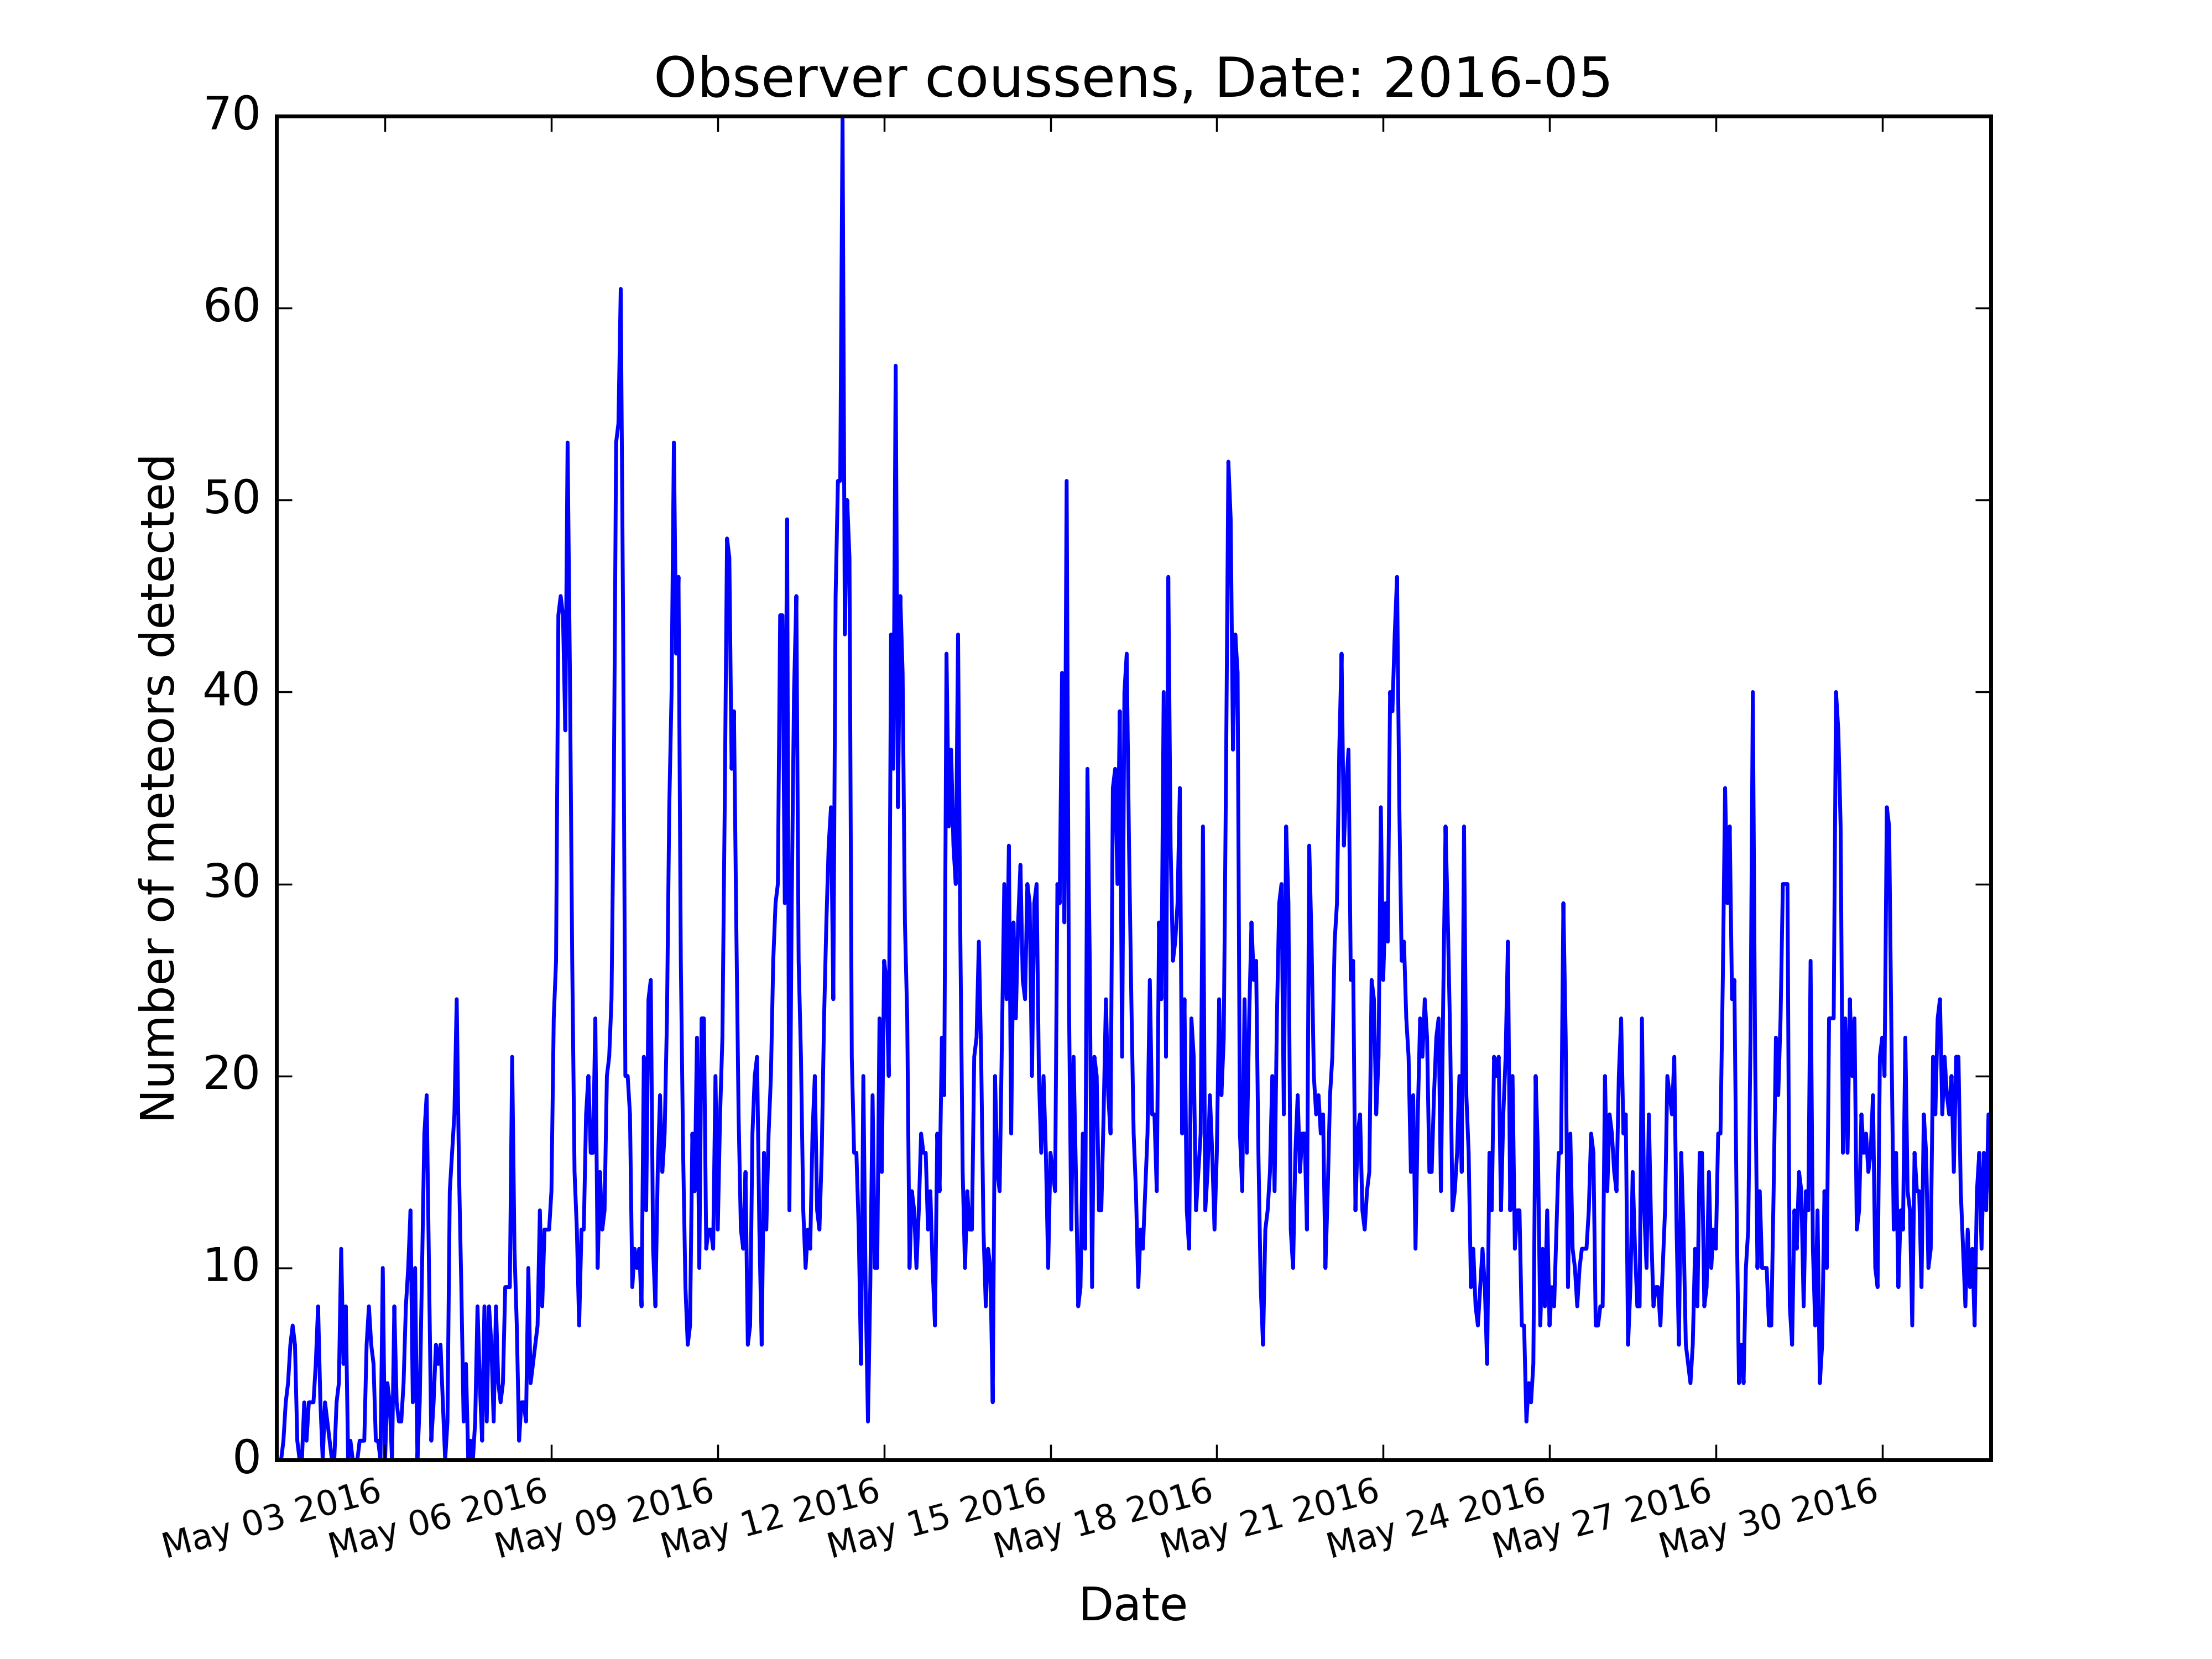 Observer coussens, Date: 2016-05
Number of meteors detected
70
60
50
40
30
20
10
0
May 03 2016
May 06 2016
May 09 2016
May 12 2016
May 15 2016
May 18 2016
May 21 2016
May 24 2016
May 27 2016
May 30 2016
Date